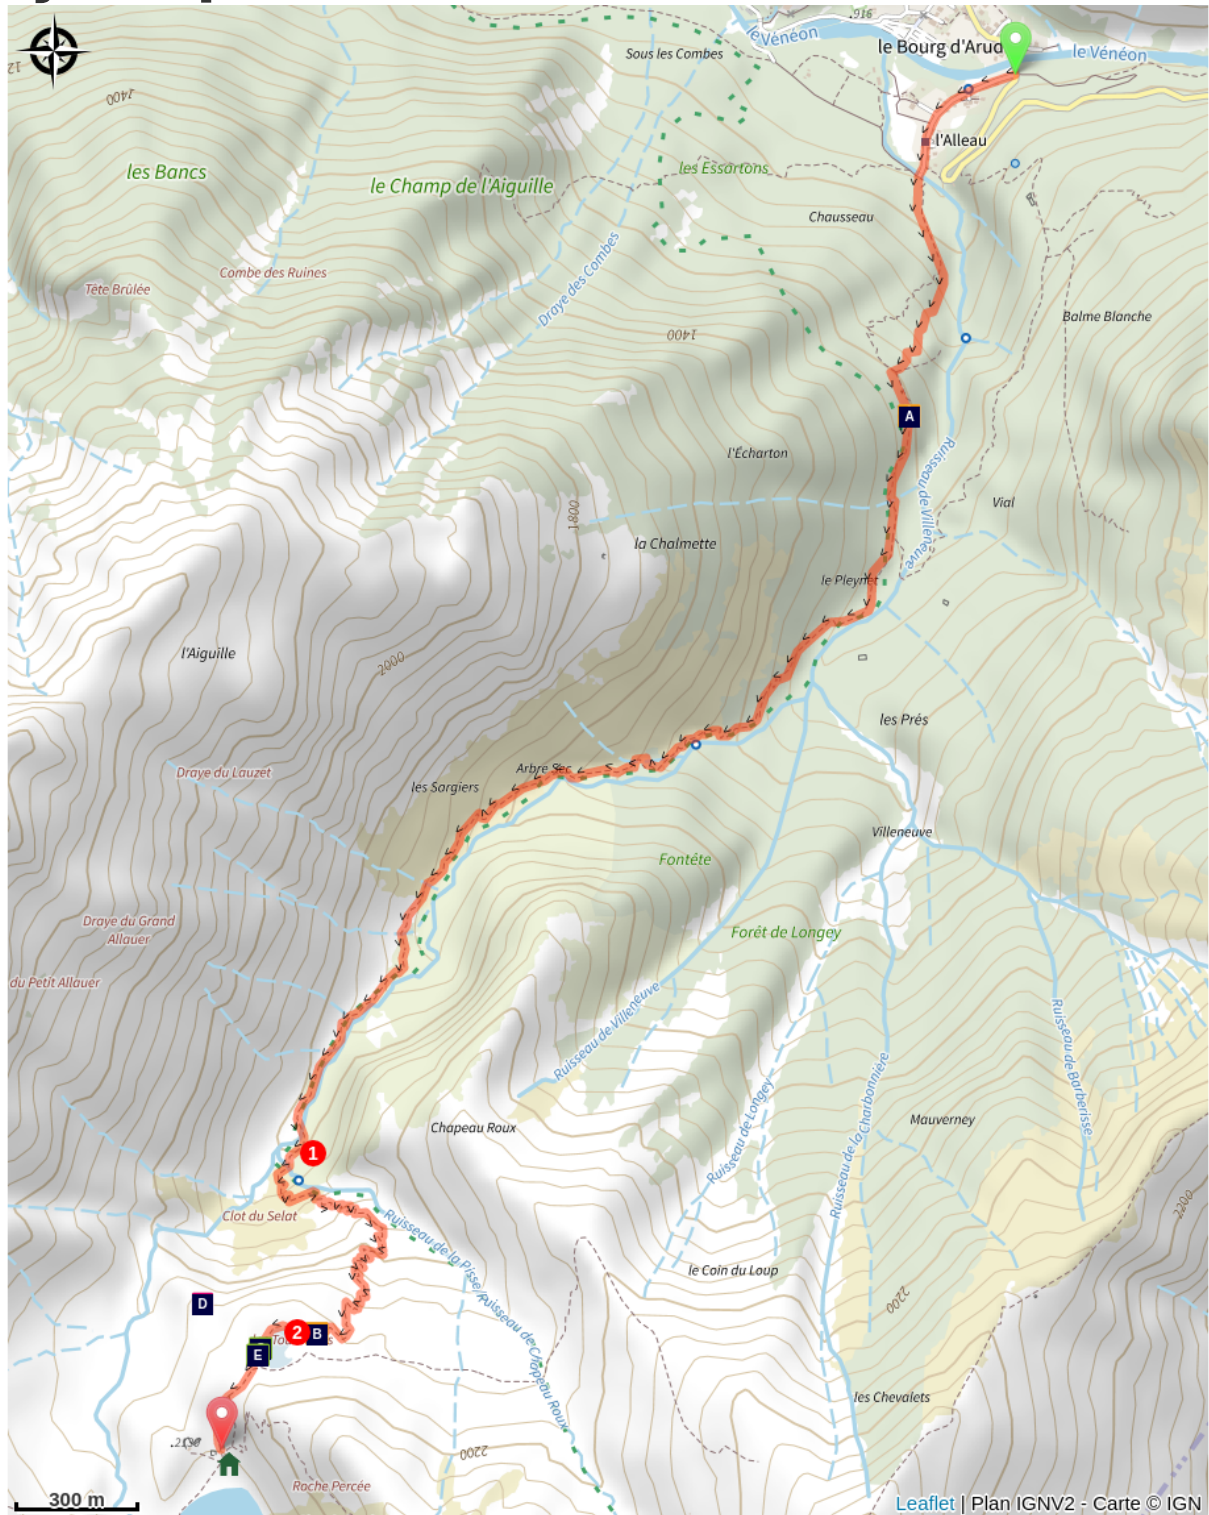 .916
le Vénéon
le Bourg d'Arud
le Vénéon
Sous les Combes
1400
l'Alleau
les Bancs
le Champ de l'Aiguille
les Essartons
Chausseau
Combe des Ruines
Draye des Combes
Tête Brûlée
Balme Blanche
1400
A
l'Écharton
Ruisseau de Villeneuve
1800
Vial
la Chalmette
le Pleynet
l'Aiguille
2000
les Prés
Draye du Lauzet
Arbre Sec
les Sargiers
Villeneuve
Fontête
Draye du Grand
Allauer
Forêt de Longey
du Petit Allauer
Ruisseau de Villeneuve
Ruisseau de Barberisse
Ruisseau de Longey
Ruisseau de la Charbonnière
Mauverney
Chapeau Roux
1
2200
Clot du Selat
Ruisseau de la Pisse/ruisseau de Chapeau Roux
le Coin du Loup
D
2200
2
B
E
les Chevalets
2200
Roche Percée
300 m
Leaflet | Plan IGNV2 - Carte © IGN